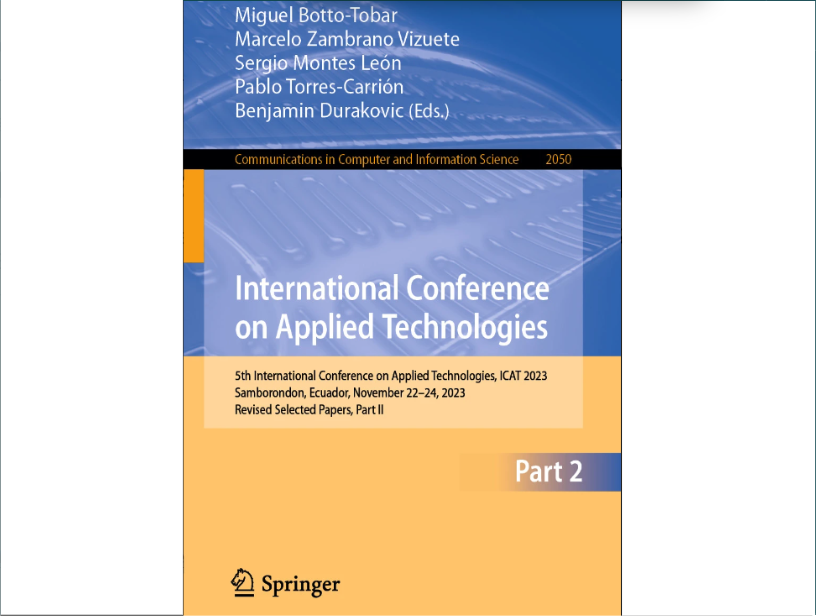 Miguel Botto-Tobar
Marcelo Zambrano Vizuete
Sergio Montes León
Pablo Torres-Carrión
Benjamin Durakovic (Eds.)
Communications in Computer and Information Science 2050
International Conference
on Applied Technologies
5th International Conference on Applied Technologies, ICAT 2023
Samborondon, Ecuador, November 22–24, 2023
Revised Selected Papers, Part II
Part 2
Springer